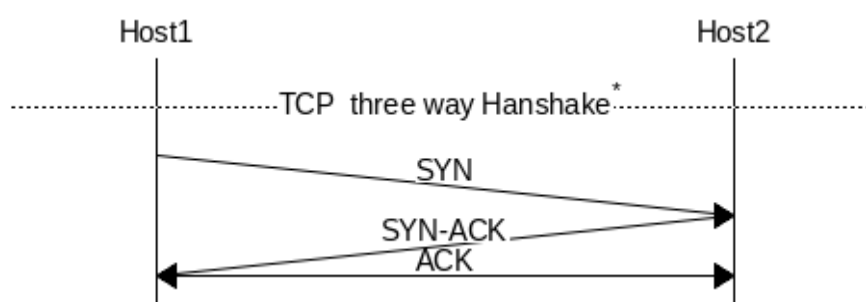 Host1 Host2
TCP three way Hanshake*
SYN
SYN-ACK
ACK